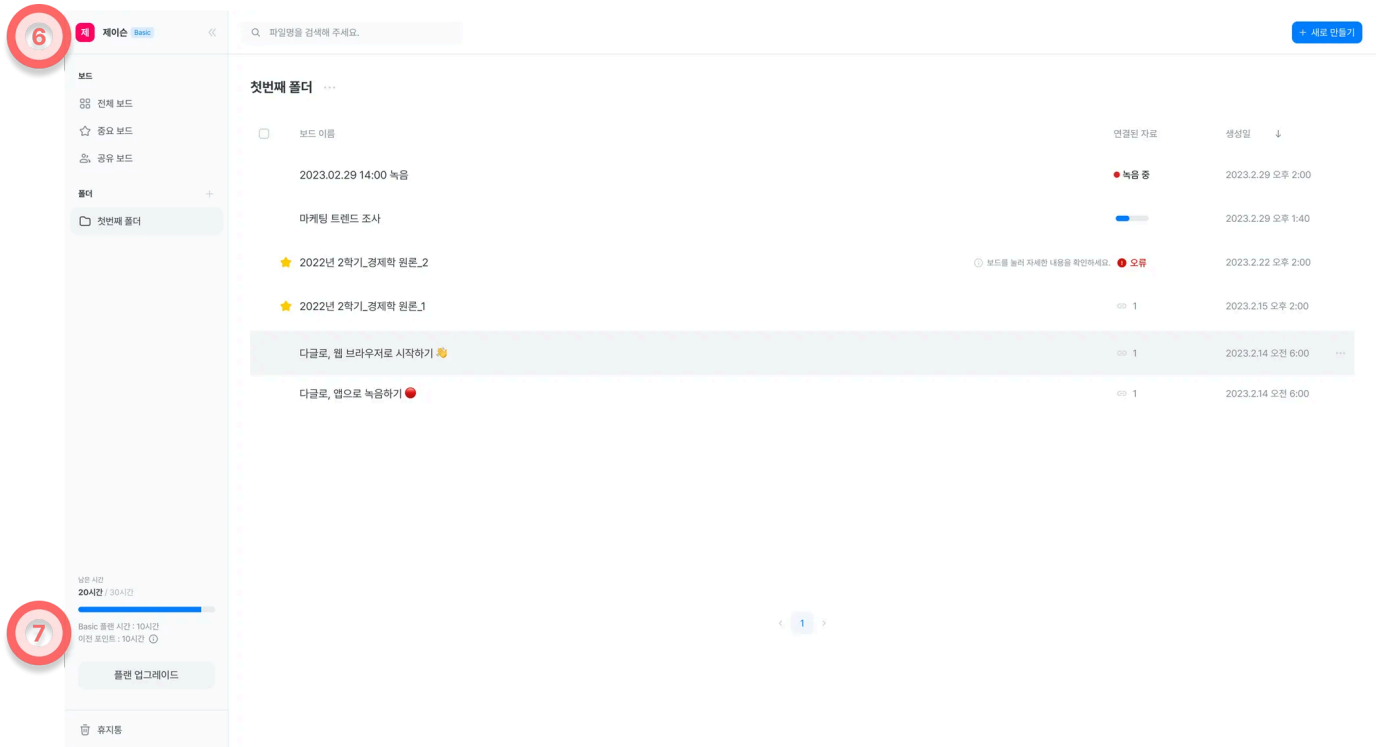 6
제 제이슨 Basic
파일명을 검색해 주세요.
+ 새로 만들기
보드
전체 보드
중요 보드
공유 보드
폴더
첫번째 폴더
첫번째 폴더 ···
보드 이름 연결된 자료 생성일
2023.02.29 14:00 녹음 녹음 중 2023.2.29 오후 2:00
마케팅 트렌드 조사 2023.2.29 오후 1:40
2022년 2학기_경제학 원론_2 보드를 눌러 자세한 내용을 확인하세요. 오류 2023.2.22 오후 2:00
2022년 2학기_경제학 원론_1 1 2023.2.15 오후 2:00
다글로, 웹 브라우저로 시작하기 👋 1 2023.2.14 오전 6:00 ···
다글로, 앱으로 녹음하기 🔴 1 2023.2.14 오전 6:00
1
남은 시간
20시간 / 30시간
7
Basic 플랜 시간 : 10시간
이전 포인트 : 10시간
플랜 업그레이드
휴지통